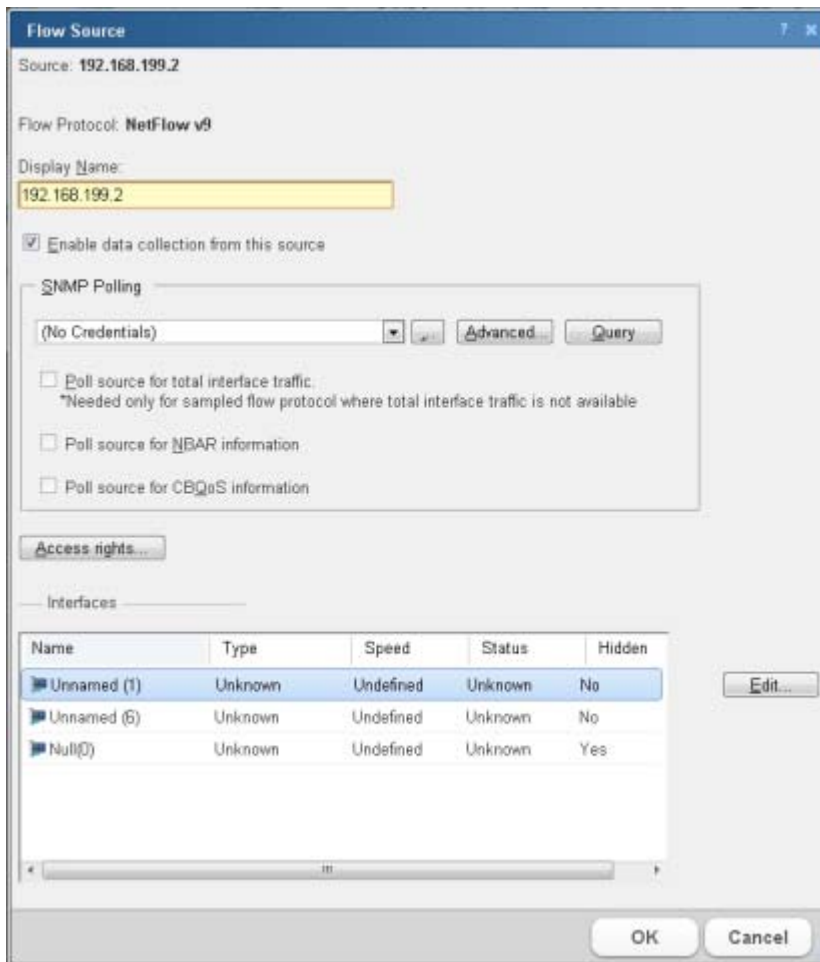 Flow Source ? ×
Source: 192.168.199.2
Flow Protocol: NetFlow v9
Display Name:
192.168.199.2
Enable data collection from this source
SNMP Polling
(No Credentials) ... Advanced... Query
Poll source for total interface traffic.
*Needed only for sampled flow protocol where total interface traffic is not available
Poll source for NBAR information
Poll source for CBQoS information
Access rights...
Interfaces
Name Type Speed Status Hidden
Unnamed (1) Unknown Undefined Unknown No Edit...
Unnamed (6) Unknown Undefined Unknown No
Null(0) Unknown Undefined Unknown Yes
OK Cancel